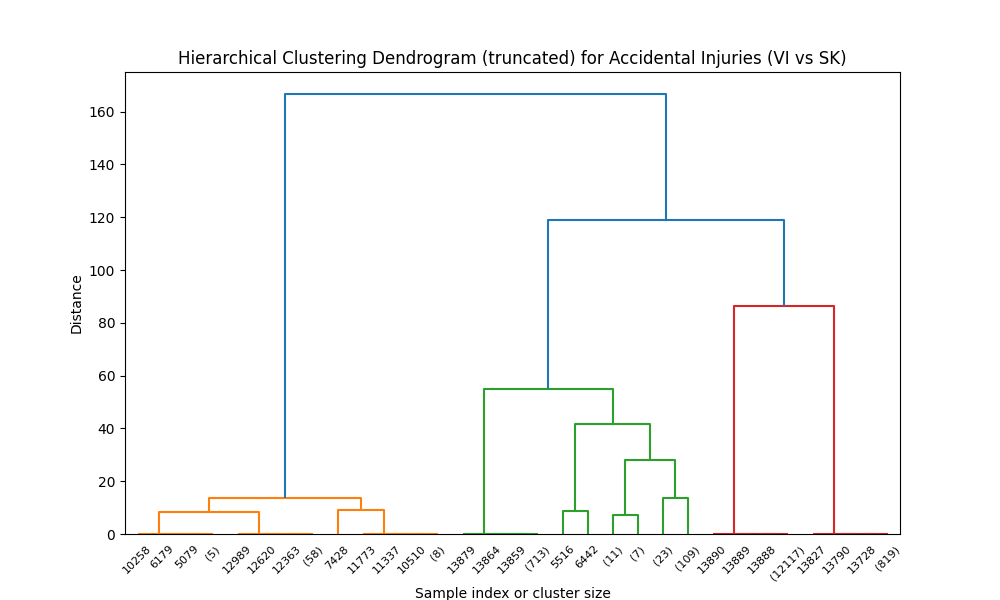 Hierarchical Clustering Dendrogram (truncated) for Accidental Injuries (VI vs SK)
160
140
120
100
80
60
40
20
0
Distance
10258 6179 5079 (5) 12989 12620 12363 (58) 7428 11773 11337 10510 (8) 13879 13864 13859 (713) 5516 6442 (11) (7) (23) (109) 13890 13889 13888 (12117) 13827 13790 13728 (819)
Sample index or cluster size